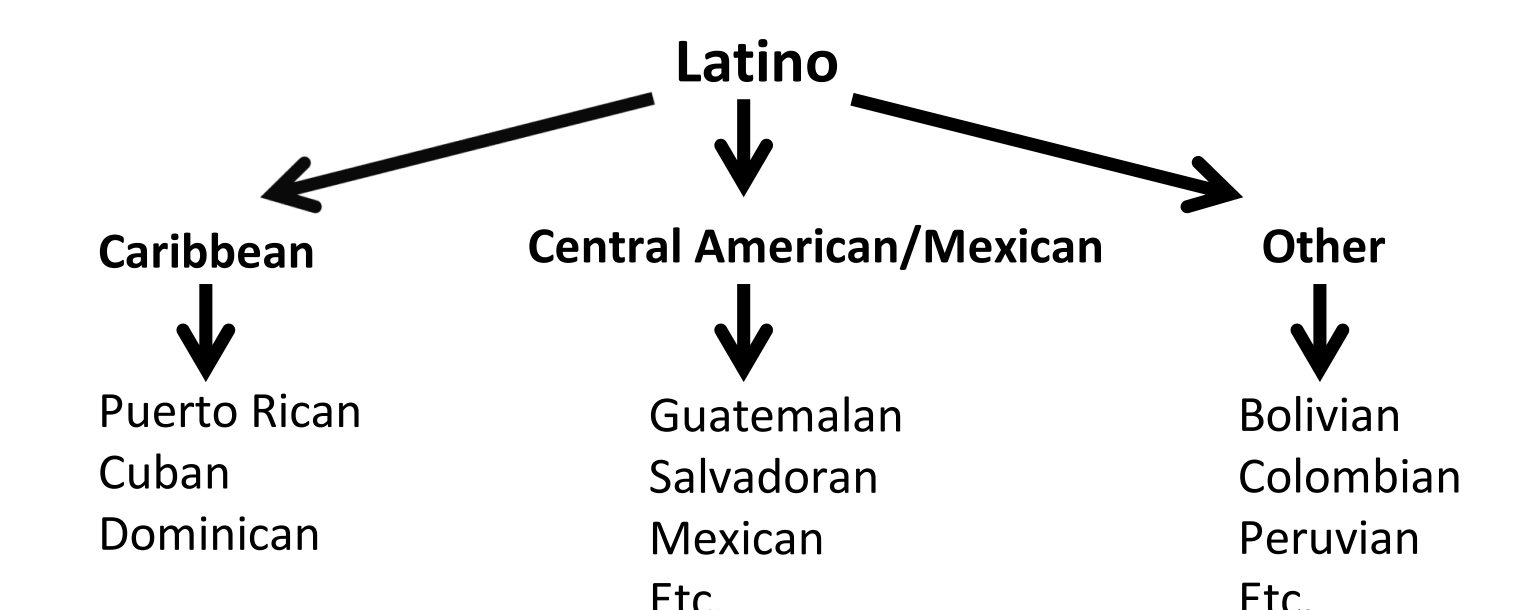 Latino
Caribbean
Central American/Mexican
Other
Puerto Rican
Cuban
Dominican
Guatemalan
Salvadoran
Mexican
Etc.
Bolivian
Colombian
Peruvian
Etc.